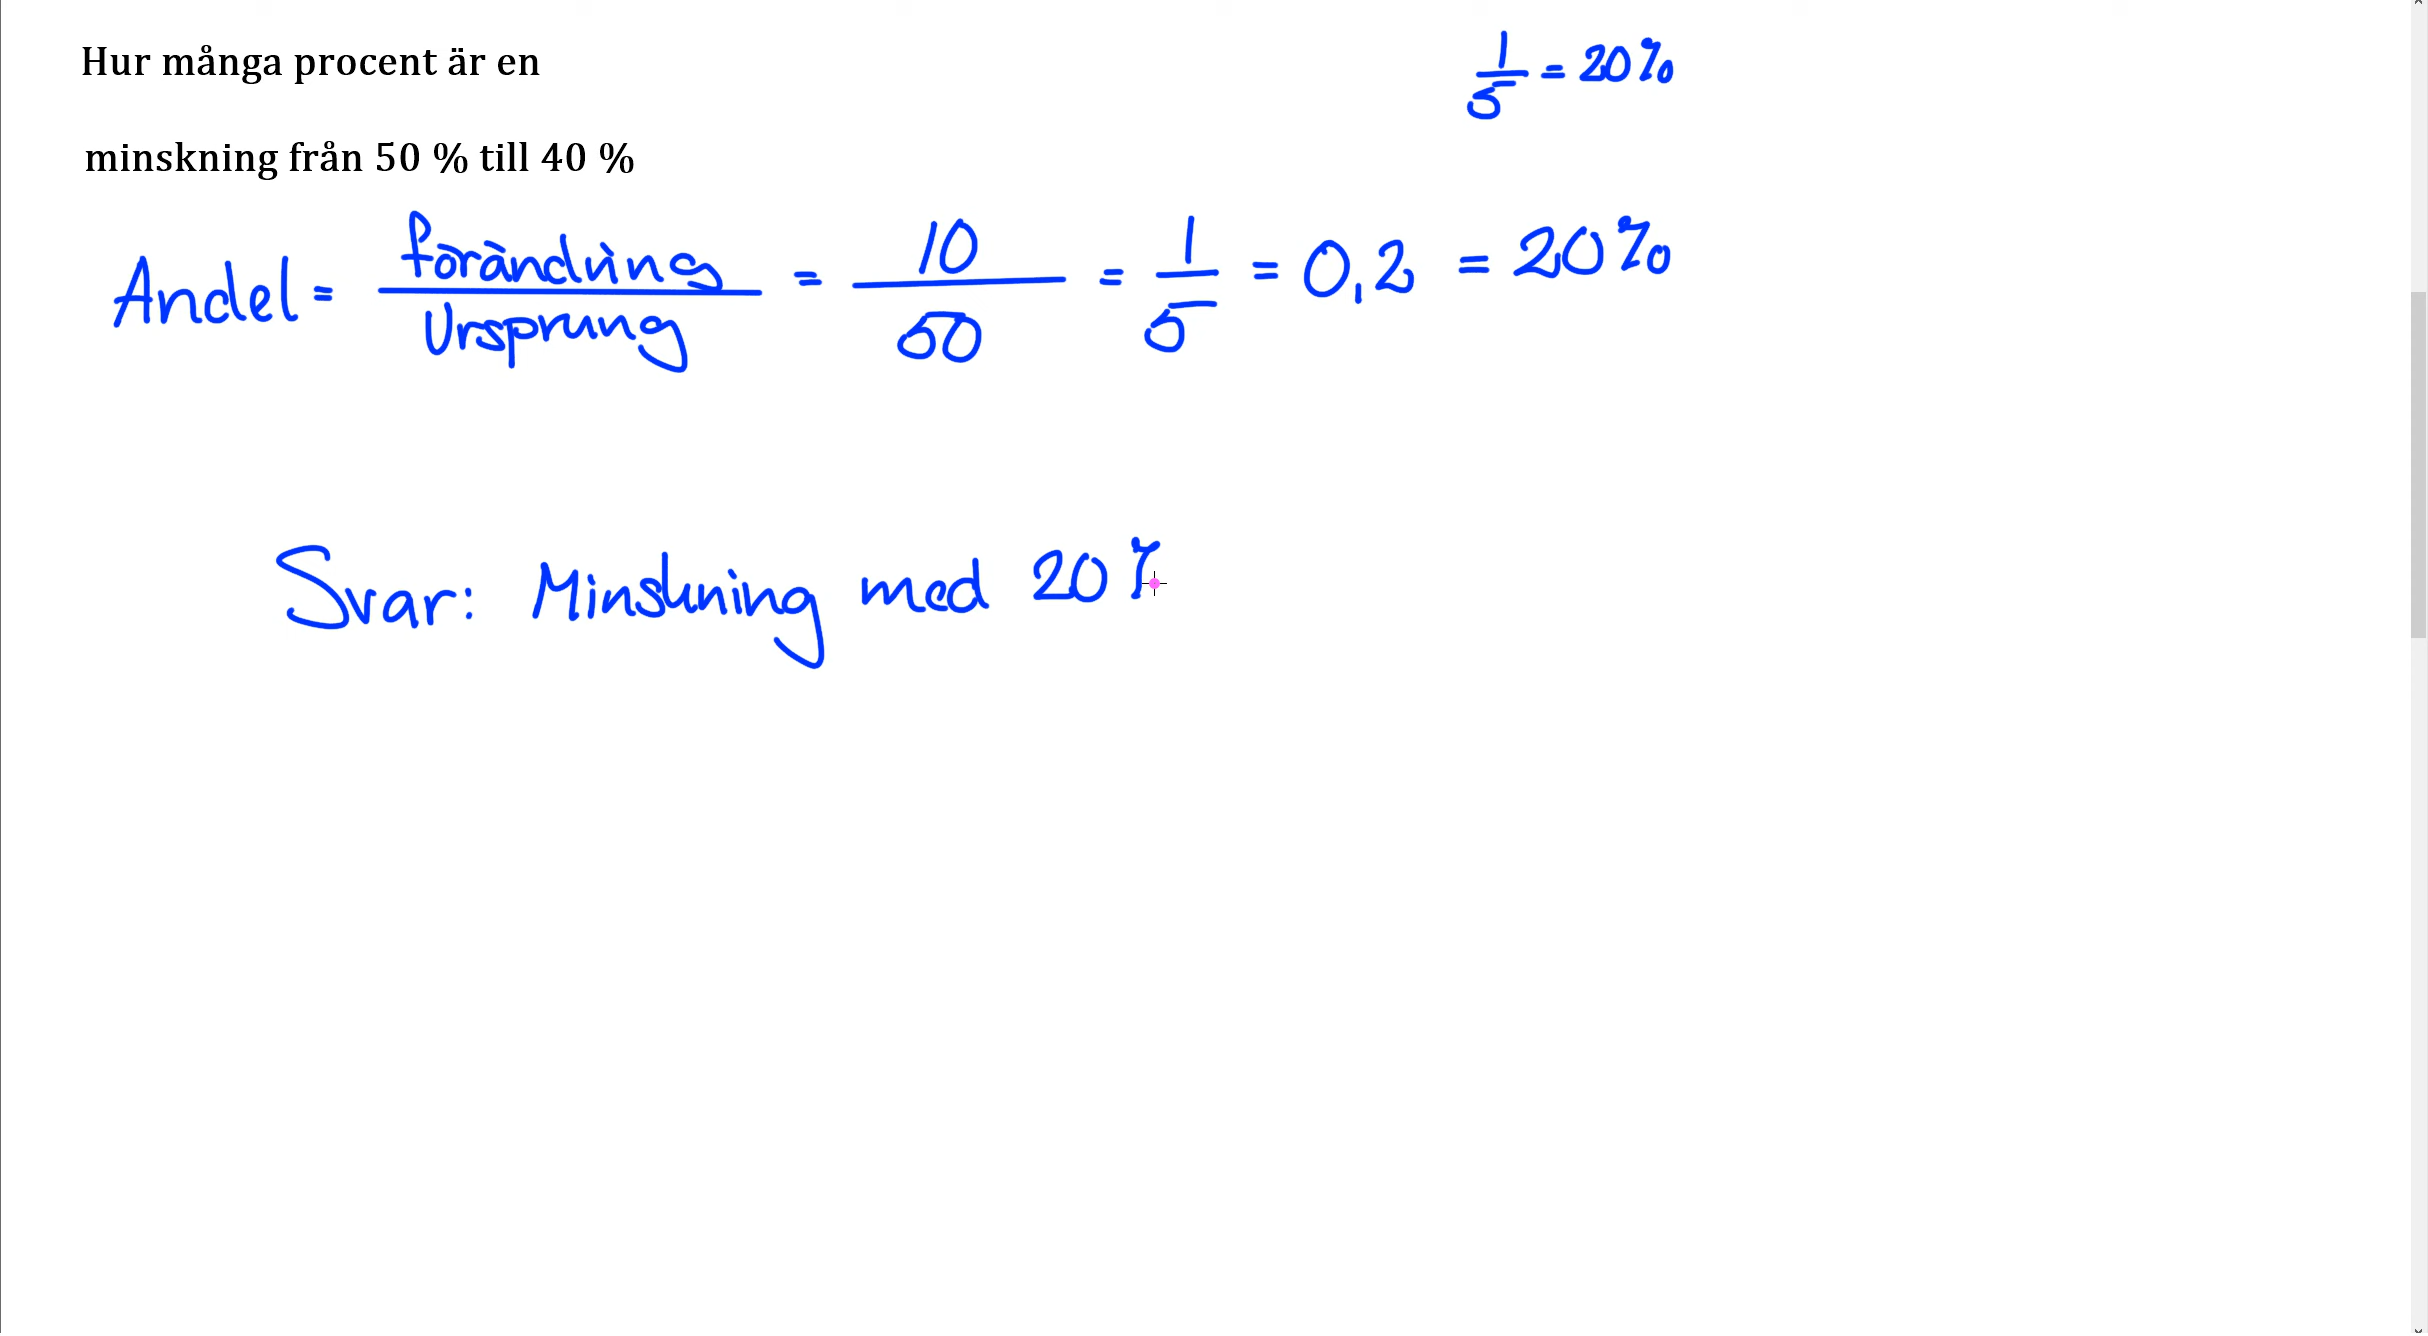 Hur många procent är en
1/5 = 20%
minskning från 50 % till 40 %
Andel = förändring/Ursprung = 10/50 = 1/5 = 0,2 = 20%
Svar: Minskning med 20%